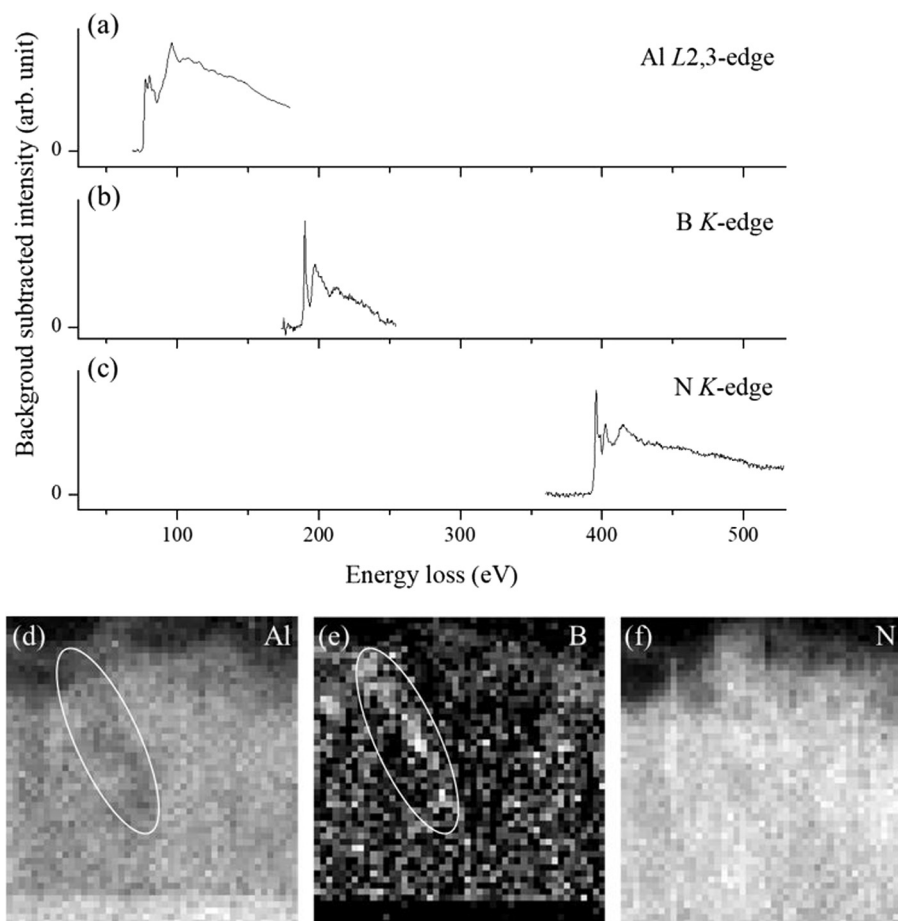 (a)
Al L2,3-edge
0
(b)
B K-edge
0
(c)
N K-edge
0
100 200 300 400 500
Energy loss (eV)
Backgroud subtracted intensity (arb. unit)
(d) Al
(e) B
(f) N